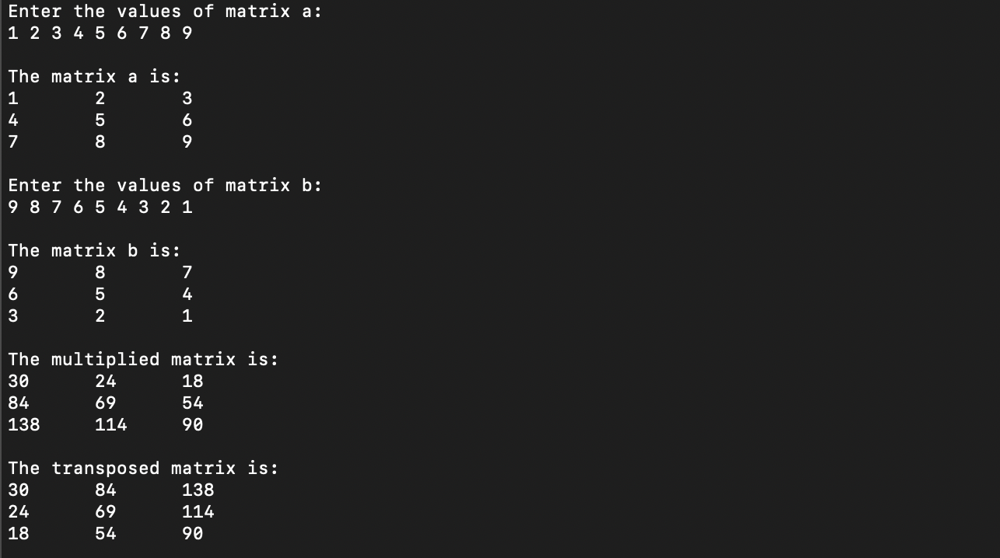 Enter the values of matrix a:
1 2 3 4 5 6 7 8 9
The matrix a is:
1 2 3
4 5 6
7 8 9
Enter the values of matrix b:
9 8 7 6 5 4 3 2 1
The matrix b is:
9 8 7
6 5 4
3 2 1
The multiplied matrix is:
30 24 18
84 69 54
138 114 90
The transposed matrix is:
30 84 138
24 69 114
18 54 90